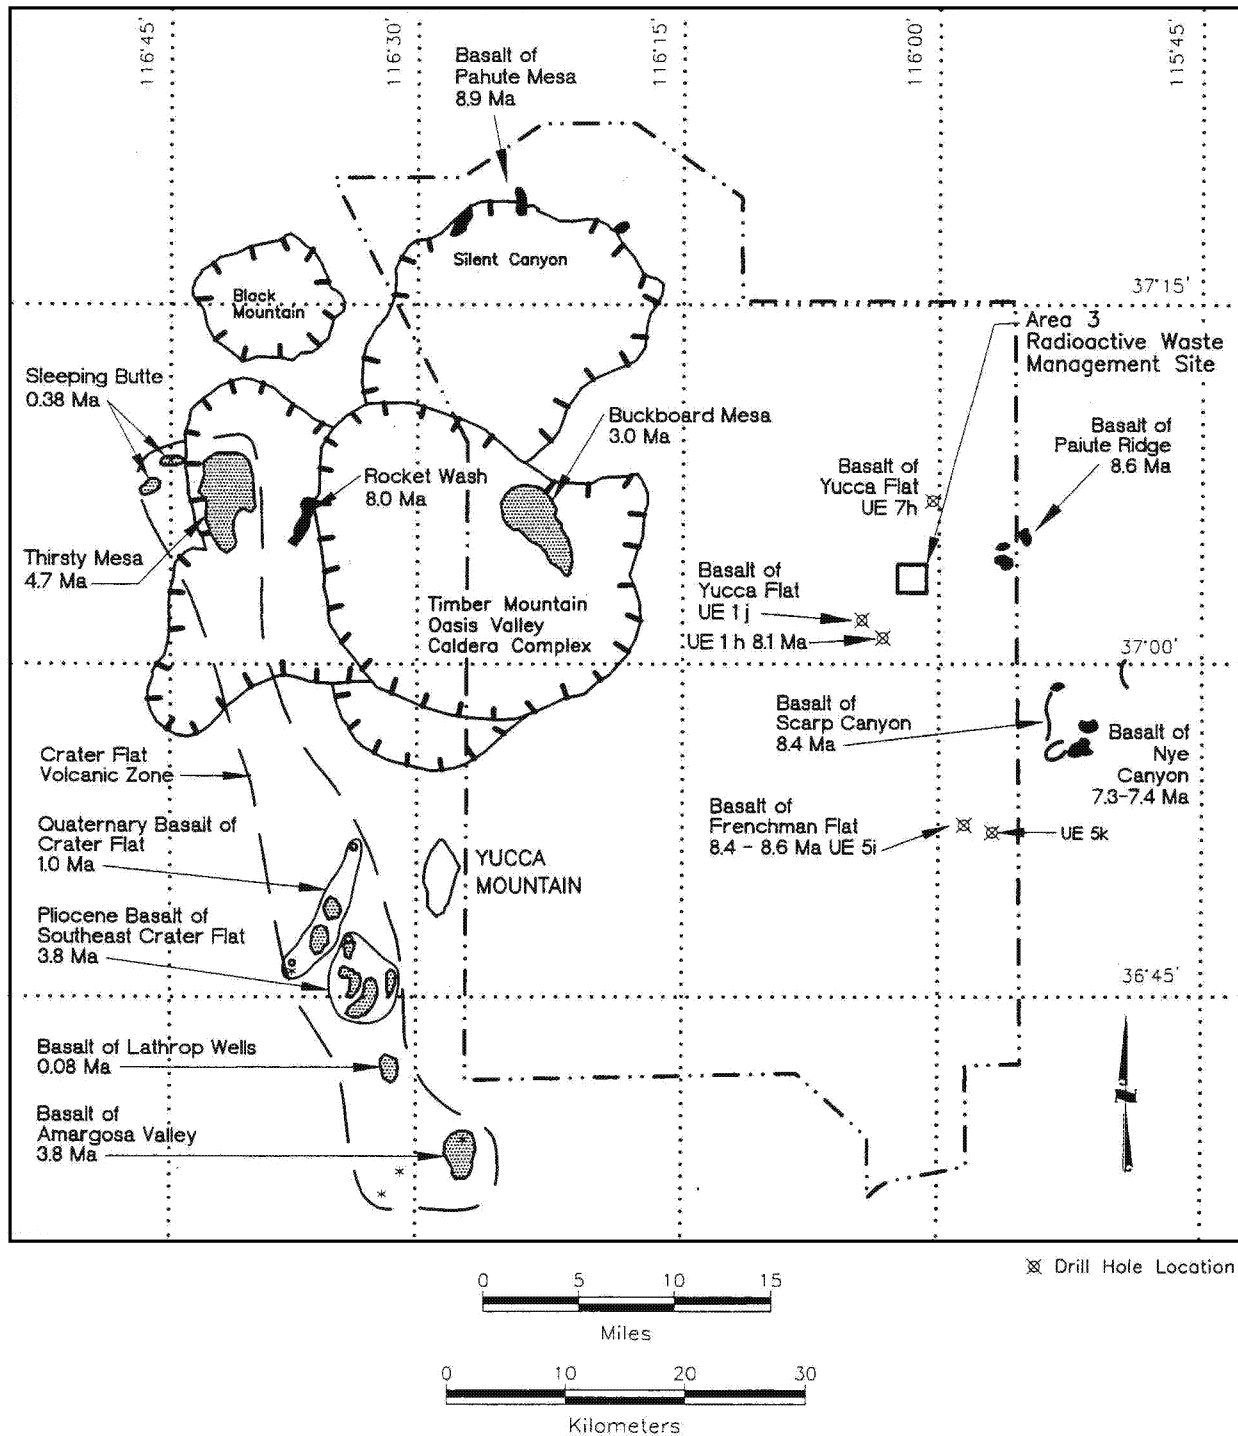 116°45'
116°30'
116°15'
116°00'
115°45'
Basalt of
Pahute Mesa
8.9 Ma
Silent Canyon
Black
Mountain
37°15'
Area 3
Radioactive Waste
Management Site
Sleeping Butte
0.38 Ma
Buckboard Mesa
3.0 Ma
Basalt of
Paiute Ridge
8.6 Ma
Rocket Wash
8.0 Ma
Basalt of
Yucca Flat
UE 7h
Thirsty Mesa
4.7 Ma
Basalt of
Yucca Flat
UE 1j
UE 1h 8.1 Ma
Timber Mountain
Oasis Valley
Caldera Complex
37°00'
Basalt of
Scarp Canyon
8.4 Ma
Basalt of
Nye
Canyon
7.3-7.4 Ma
Crater Flat
Volcanic Zone
Basalt of
Frenchman Flat
8.4 - 8.6 Ma UE 5i
UE 5k
Quaternary Basalt of
Crater Flat
1.0 Ma
YUCCA
MOUNTAIN
Pliocene Basalt of
Southeast Crater Flat
3.8 Ma
36°45'
Basalt of Lathrop Wells
0.08 Ma
Basalt of
Amargosa Valley
3.8 Ma
N
Drill Hole Location
0 5 10 15
Miles
0 10 20 30
Kilometers